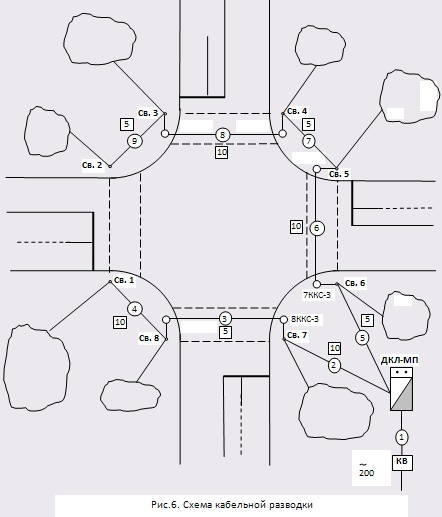 Св. 3
Св. 4
5
5
8
9
7
10
Св. 2
Св. 5
10
6
Св. 1
Св. 6
7ККС-3
4
3
8ККС-3
5
10
5
Св. 8
Св. 7
10
5
2
ДКЛ-МП
1
КВ
~
200
Рис.6. Схема кабельной разводки